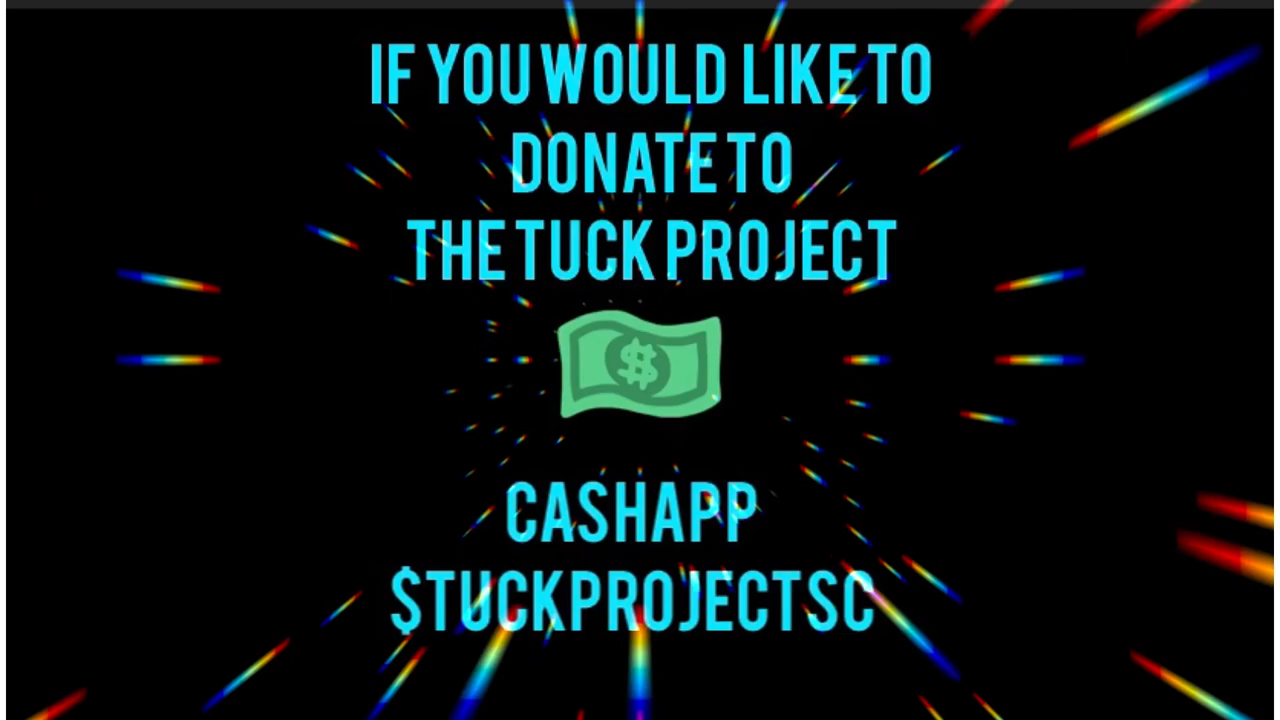 IF YOU WOULD LIKE TO
DONATE TO
THE TUCK PROJECT
$
CASHAPP
$TUCKPROJECTSC